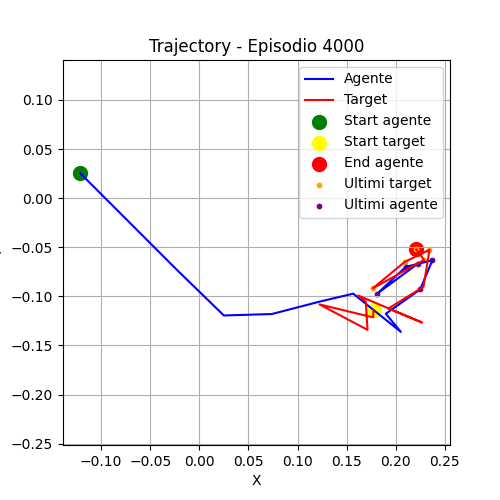 Trajectory - Episodio 4000
Agente
Target
Start agente
Start target
End agente
Ultimi target
Ultimi agente
0.10
0.05
0.00
−0.05
−0.10
−0.15
−0.20
−0.25
−0.10 −0.05 0.00 0.05 0.10 0.15 0.20 0.25
X